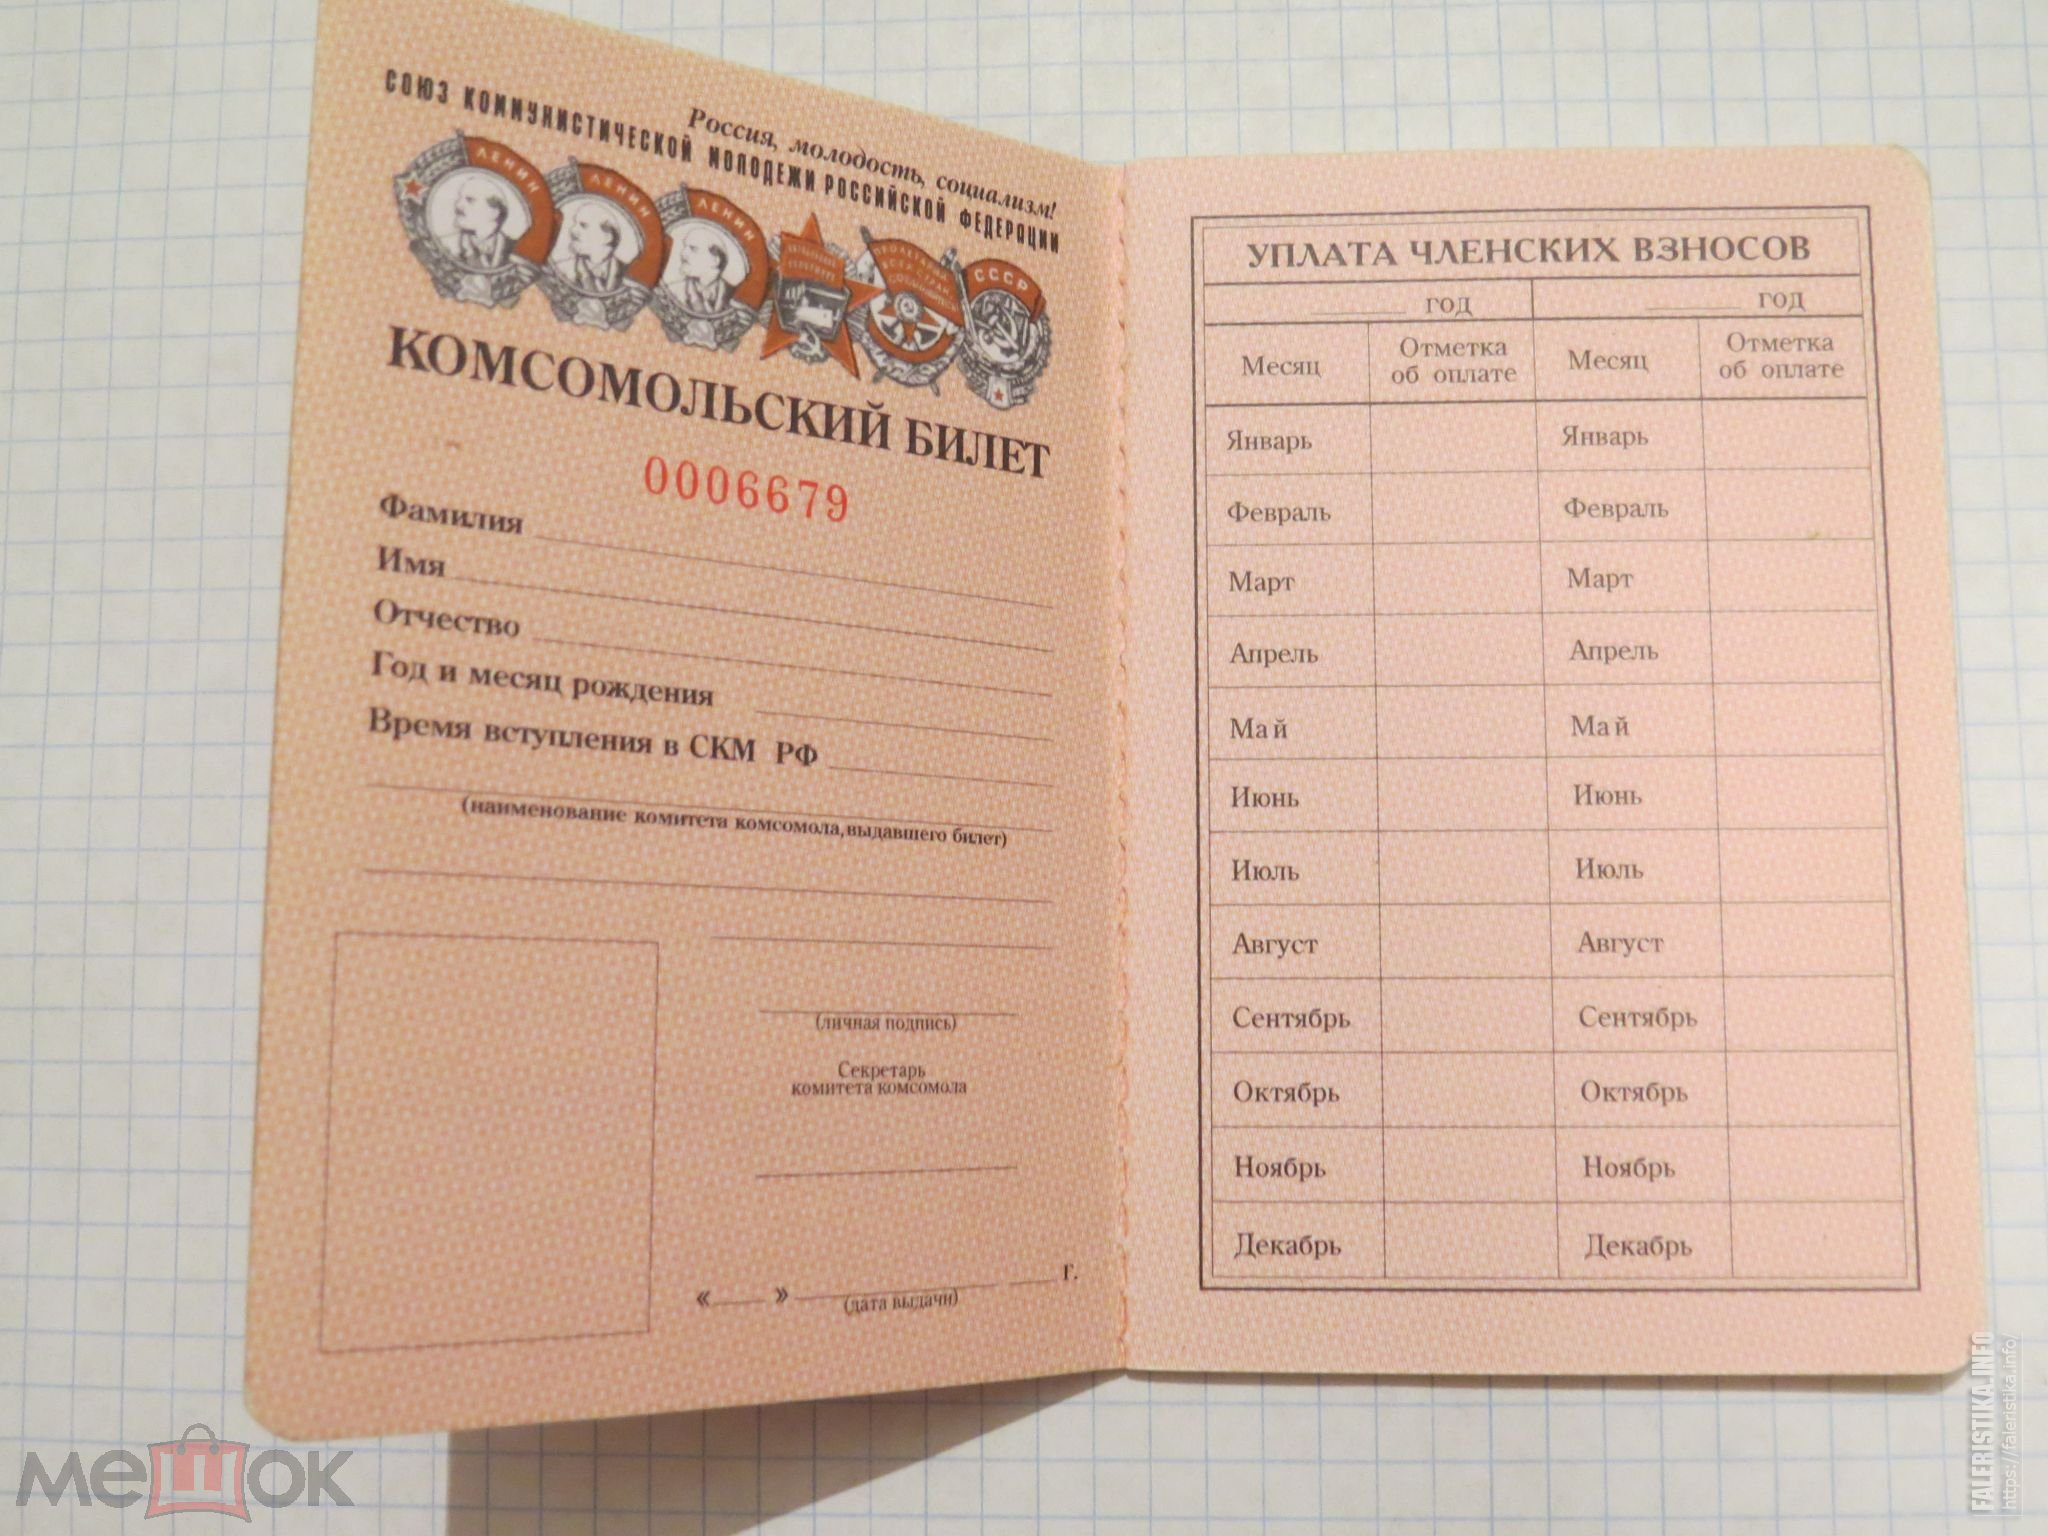 Россия, молодость, социализм!
СОЮЗ КОММУНИСТИЧЕСКОЙ МОЛОДЕЖИ РОССИЙСКОЙ ФЕДЕРАЦИИ
ЛЕНИН
ЛЕНИН
ЛЕНИН
СССР
КОМСОМОЛЬСКИЙ БИЛЕТ
0006679
Фамилия
Имя
Отчество
Год и месяц рождения
Время вступления в СКМ РФ
(наименование комитета комсомола,выдавшего билет)
(личная подпись)
Секретарь
комитета комсомола
« » г.
(дата выдачи)
УПЛАТА ЧЛЕНСКИХ ВЗНОСОВ
год год
Месяц Отметка об оплате Месяц Отметка об оплате
Январь Январь
Февраль Февраль
Март Март
Апрель Апрель
Май Май
Июнь Июнь
Июль Июль
Август Август
Сентябрь Сентябрь
Октябрь Октябрь
Ноябрь Ноябрь
Декабрь Декабрь
мешок
FALERISTIKA.INFO
https://faleristika.info/